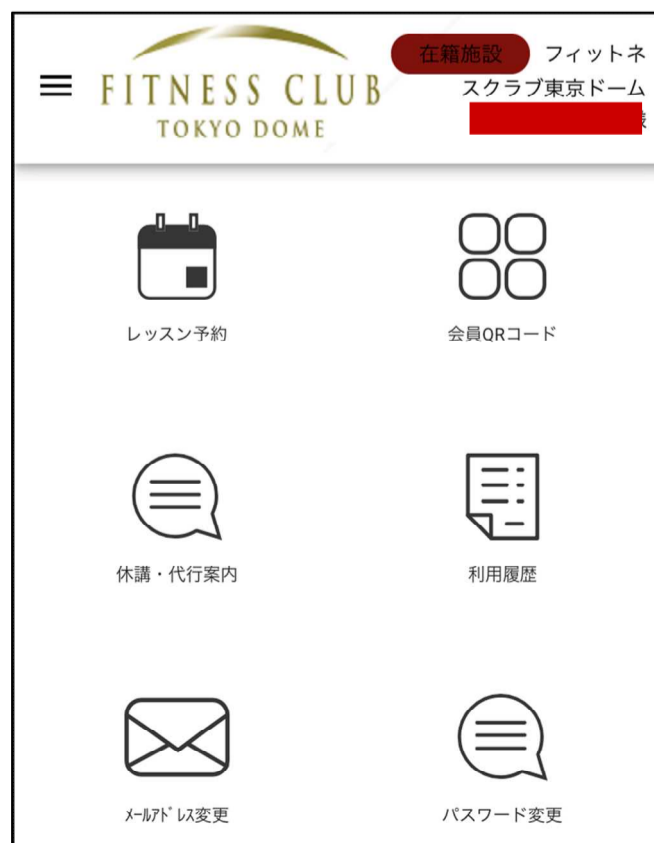 在籍施設 フィットネ
スクラブ東京ドーム
様
FITNESS CLUB
TOKYO DOME
レッスン予約
会員QRコード
休講・代行案内
利用履歴
ﾒｰﾙｱﾄﾞﾚｽ変更
パスワード変更